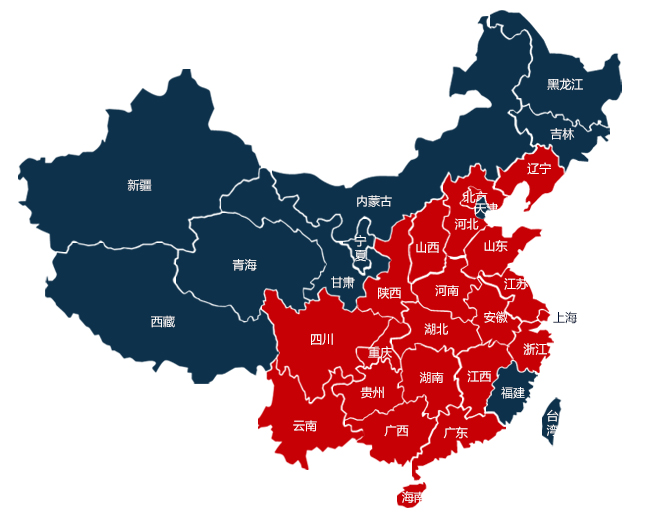 黑龙江
吉林
辽宁
新疆
内蒙古
北京
天津
河北
宁
夏
山西
山东
青海
甘肃
陕西
河南
江苏
西藏
安徽
上海
湖北
四川
浙江
重庆
湖南
江西
贵州
福建
云南
广西
广东
台
湾
海南